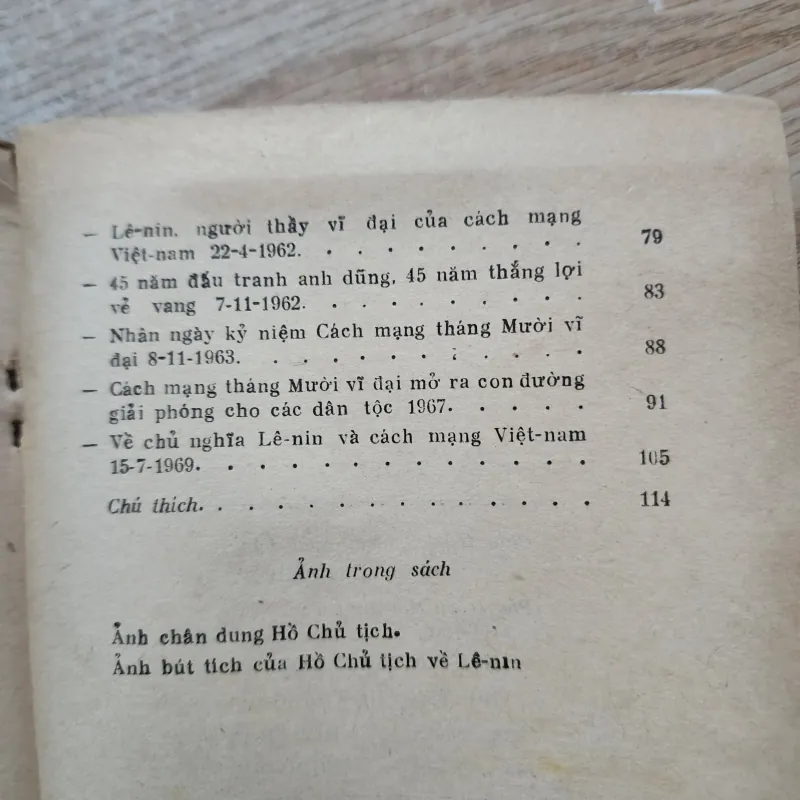 – Lê-nin, người thầy vĩ đại của cách mạng
Việt-nam 22-4-1962. . . . . . . . . . 79
– 45 năm đấu tranh anh dũng, 45 năm thắng lợi
vẻ vang 7-11-1962. . . . . . . . . 83
– Nhân ngày kỷ niệm Cách mạng tháng Mười vĩ
đại 8-11-1963. . . . . . . . . . . 88
– Cách mạng tháng Mười vĩ đại mở ra con đường
giải phóng cho các dân tộc 1967. . . . . 91
– Về chủ nghĩa Lê-nin và cách mạng Việt-nam
15-7-1969. . . . . . . . . . . . . 105
Chú thích. . . . . . . . . . . . . 114
Ảnh trong sách
Ảnh chân dung Hồ Chủ tịch.
Ảnh bút tích của Hồ Chủ tịch về Lê-nin